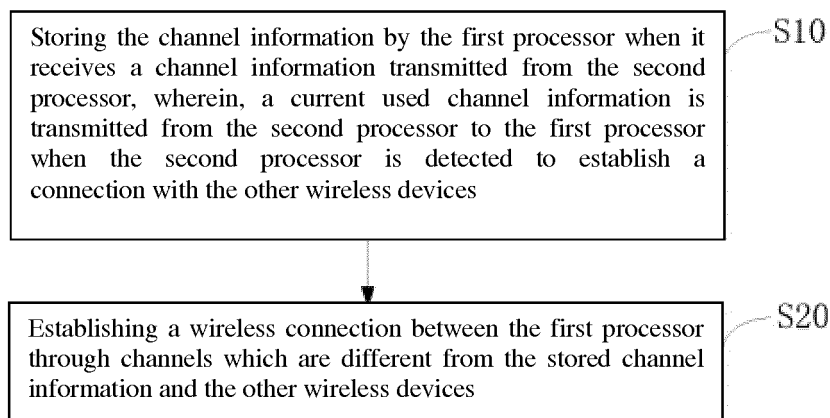 Storing the channel information by the first processor when it
receives a channel information transmitted from the second
processor, wherein, a current used channel information is
transmitted from the second processor to the first processor
when the second processor is detected to establish a
connection with the other wireless devices
S10
Establishing a wireless connection between the first processor
through channels which are different from the stored channel
information and the other wireless devices
S20